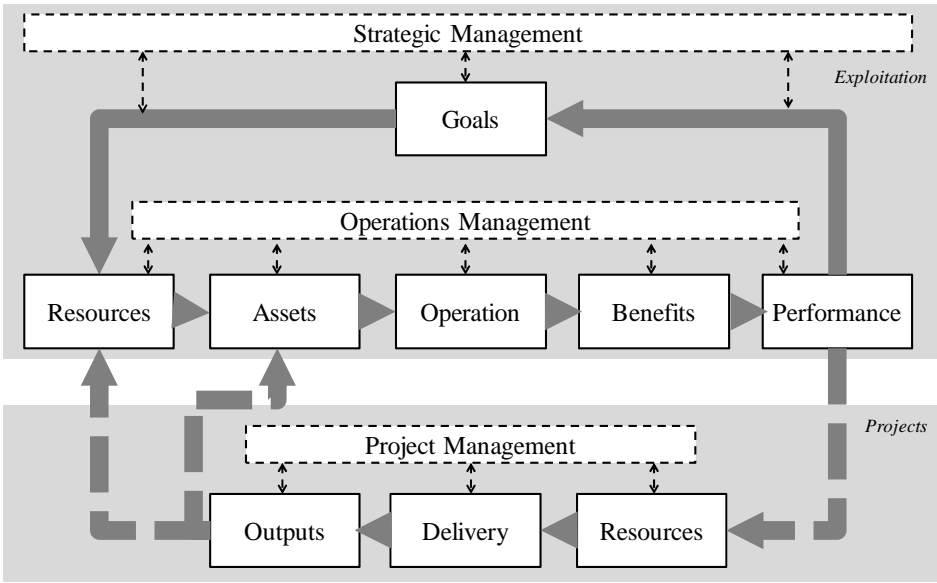 Strategic Management
Exploitation
Goals
Operations Management
Resources
Assets
Operation
Benefits
Performance
Projects
Project Management
Outputs
Delivery
Resources